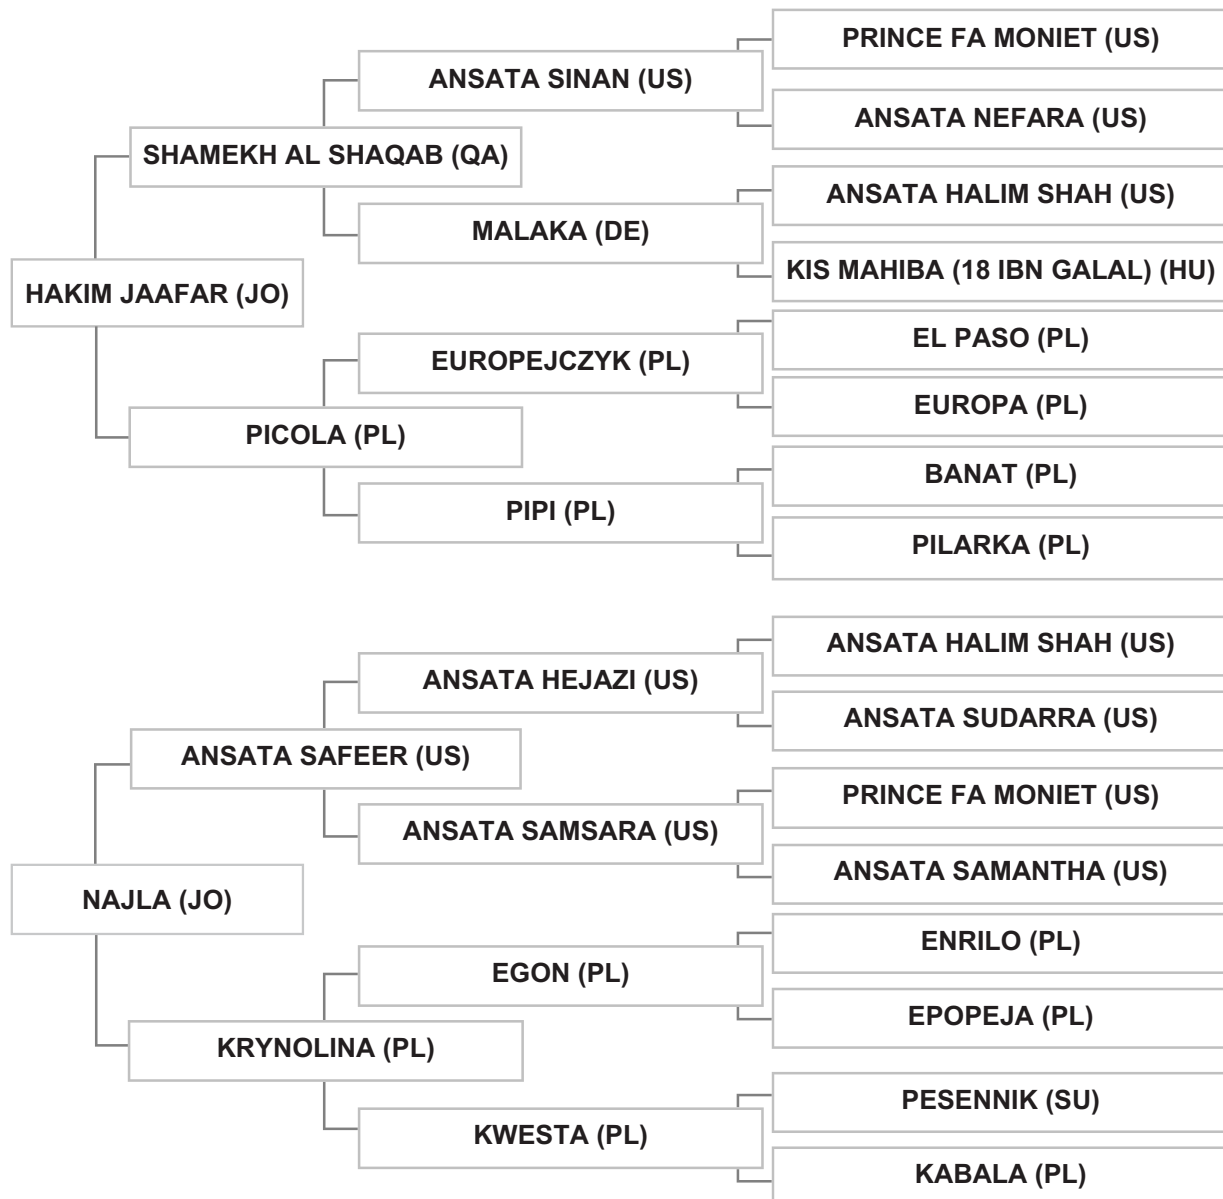 PRINCE FA MONIET (US)
ANSATA SINAN (US)
ANSATA NEFARA (US)
SHAMEKH AL SHAQAB (QA)
ANSATA HALIM SHAH (US)
MALAKA (DE)
KIS MAHIBA (18 IBN GALAL) (HU)
HAKIM JAAFAR (JO)
EL PASO (PL)
EUROPEJCZYK (PL)
EUROPA (PL)
PICOLA (PL)
BANAT (PL)
PIPI (PL)
PILARKA (PL)
ANSATA HALIM SHAH (US)
ANSATA HEJAZI (US)
ANSATA SUDARRA (US)
ANSATA SAFEER (US)
PRINCE FA MONIET (US)
ANSATA SAMSARA (US)
ANSATA SAMANTHA (US)
NAJLA (JO)
ENRILO (PL)
EGON (PL)
EPOPEJA (PL)
KRYNOLINA (PL)
PESENNIK (SU)
KWESTA (PL)
KABALA (PL)